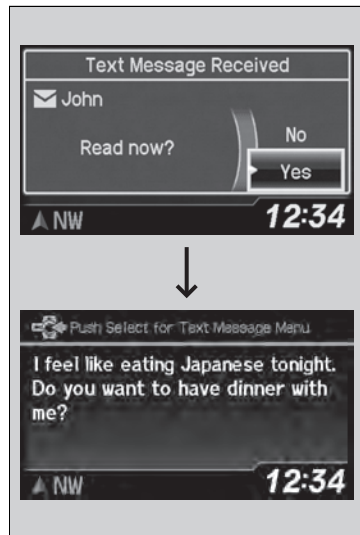 Text Message Received
John
Read now?
No
Yes
NW
12:34
Push Select for Text Message Menu
I feel like eating Japanese tonight.
Do you want to have dinner with
me?
NW
12:34